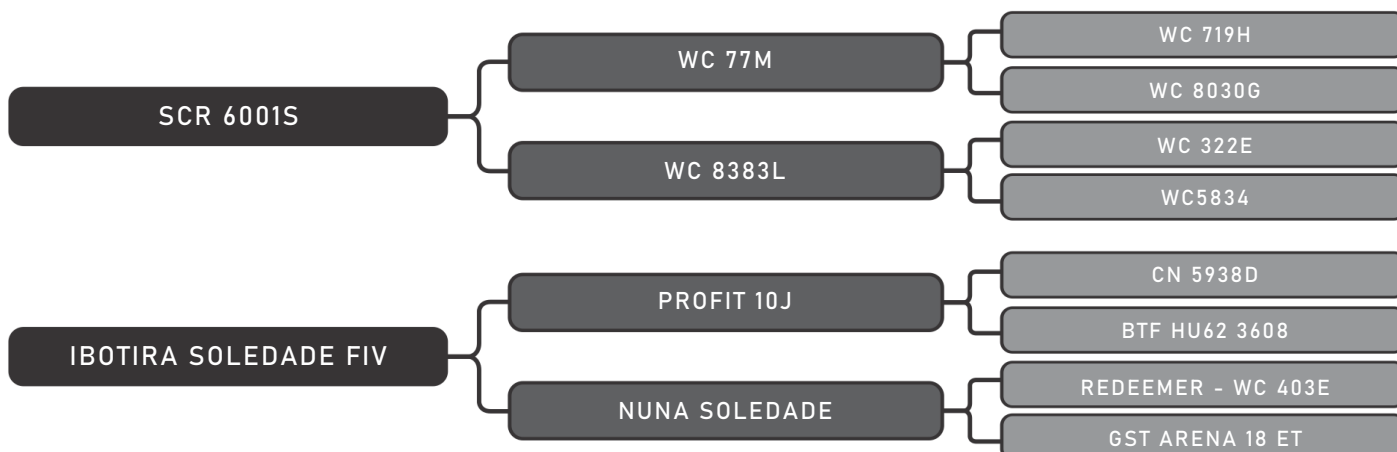 SCR 6001S
WC 77M
WC 719H
WC 8030G
WC 8383L
WC 322E
WC5834
IBOTIRA SOLEDADE FIV
PROFIT 10J
CN 5938D
BTF HU62 3608
NUNA SOLEDADE
REDEEMER - WC 403E
GST ARENA 18 ET